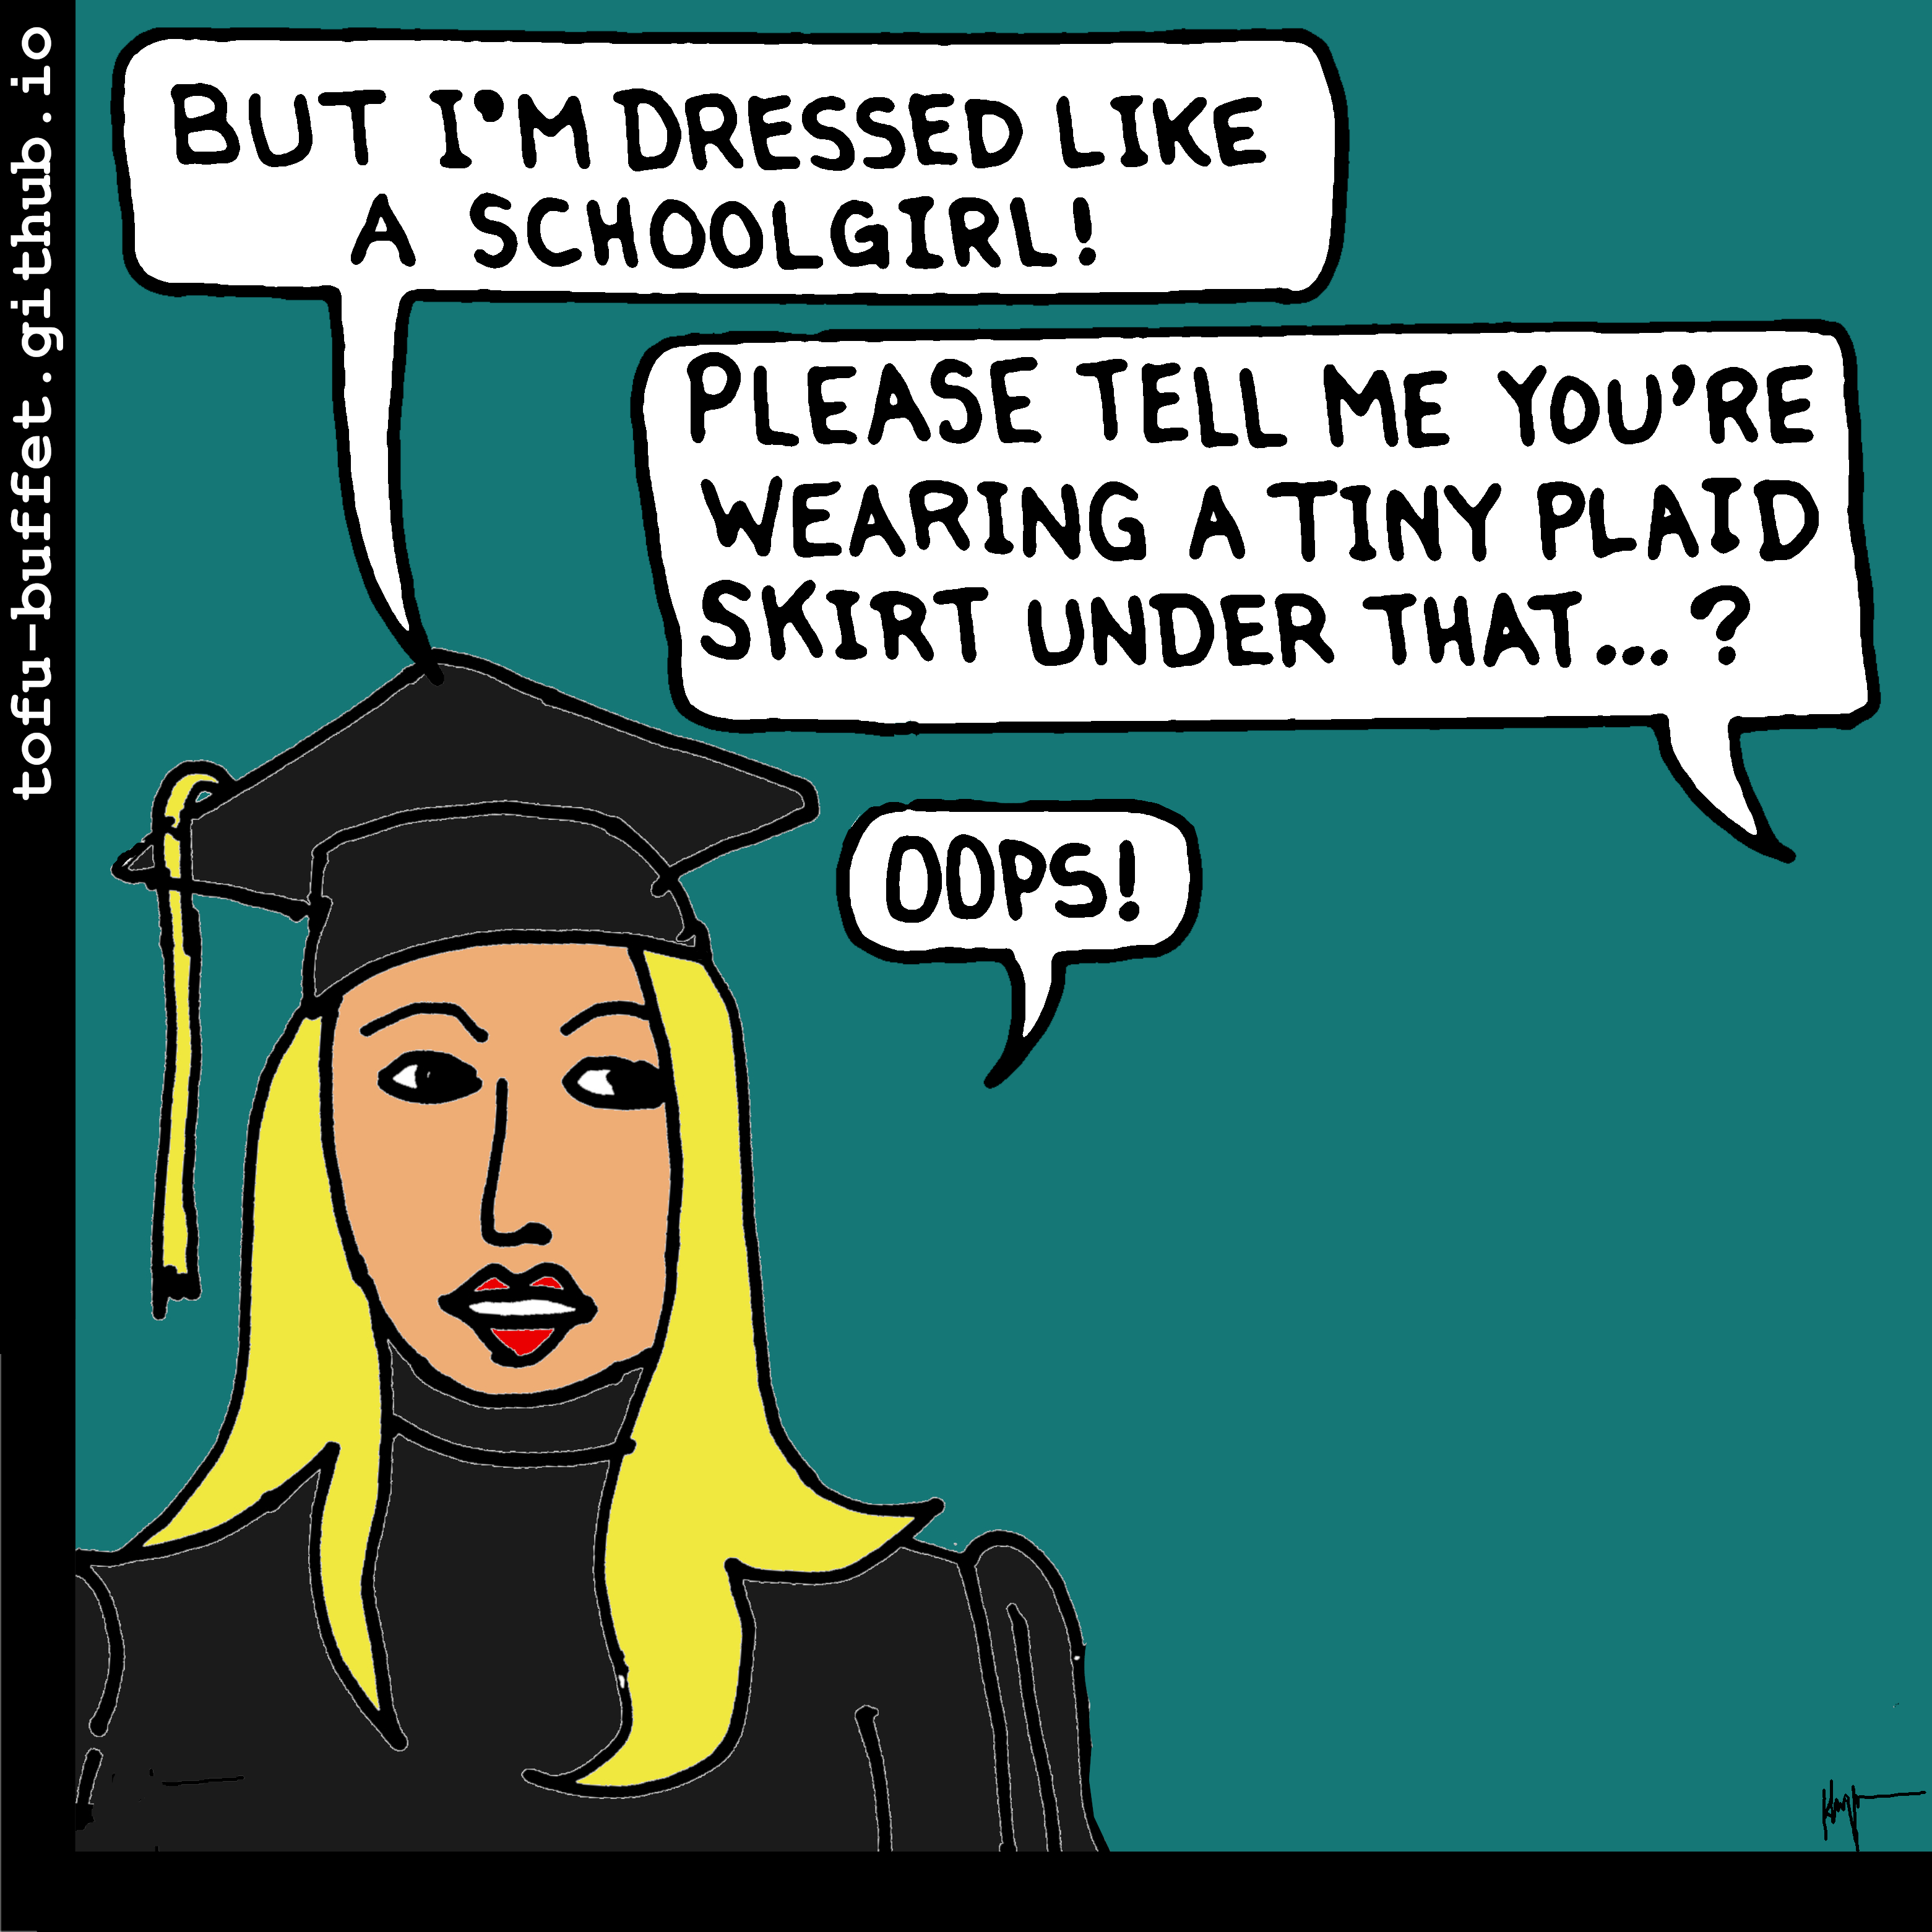 tofu-buffet.github.io
BUT I'M DRESSED LIKE
A SCHOOLGIRL!
PLEASE TELL ME YOU'RE
WEARING A TINY PLAID
SKIRT UNDER THAT...?
OOPS!